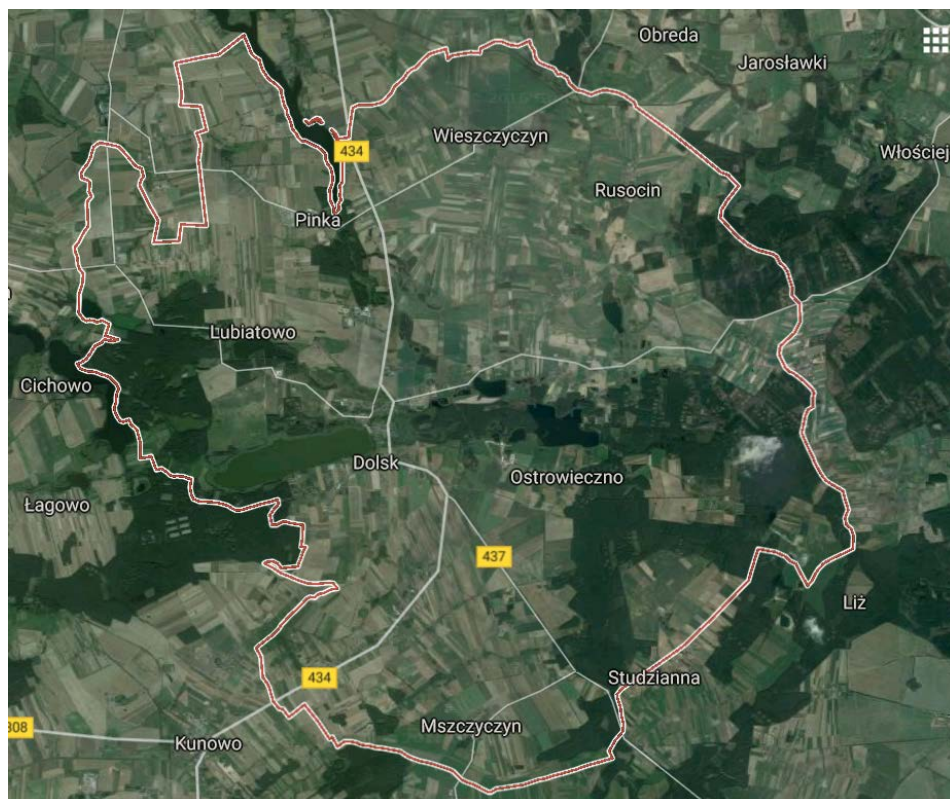 Obreda
Jarosławki
434
Wieszczyczyn
Włościej
Rusocin
Pinka
Lubiatowo
Cichowo
Dolsk
Ostrowieczno
Łagowo
437
Liż
434
Studzianna
308
Mszczyczyn
Kunowo